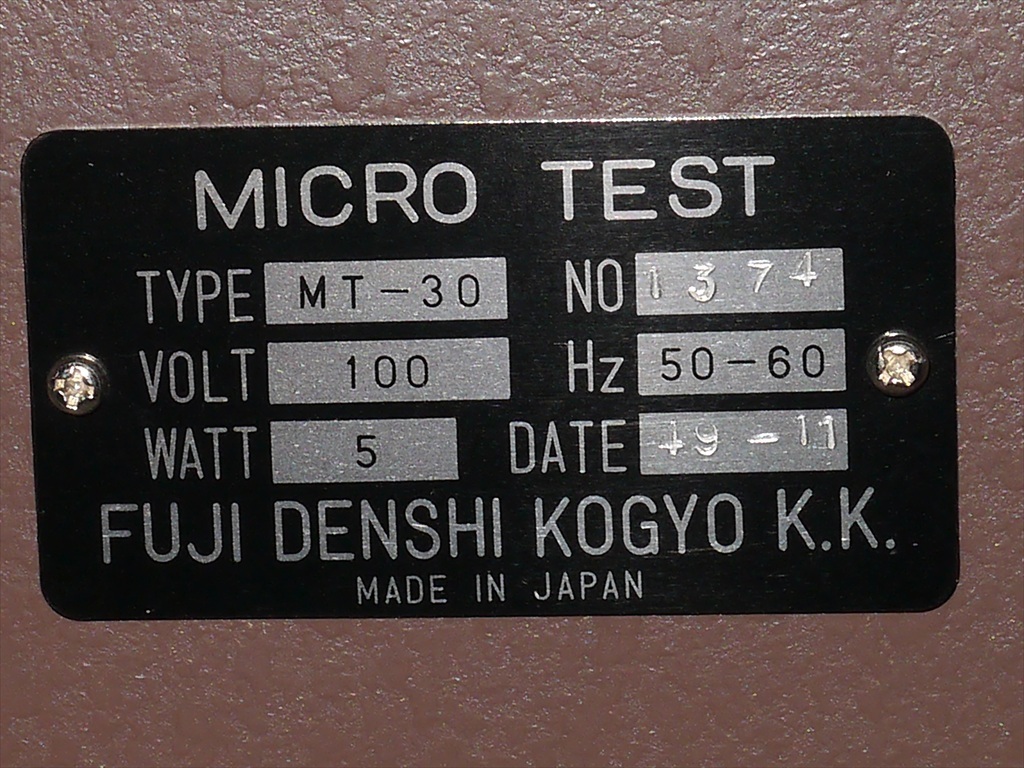 MICRO TEST
TYPE MT-30 NO 1374
VOLT 100 Hz 50-60
WATT 5 DATE 49-11
FUJI DENSHI KOGYO K.K.
MADE IN JAPAN